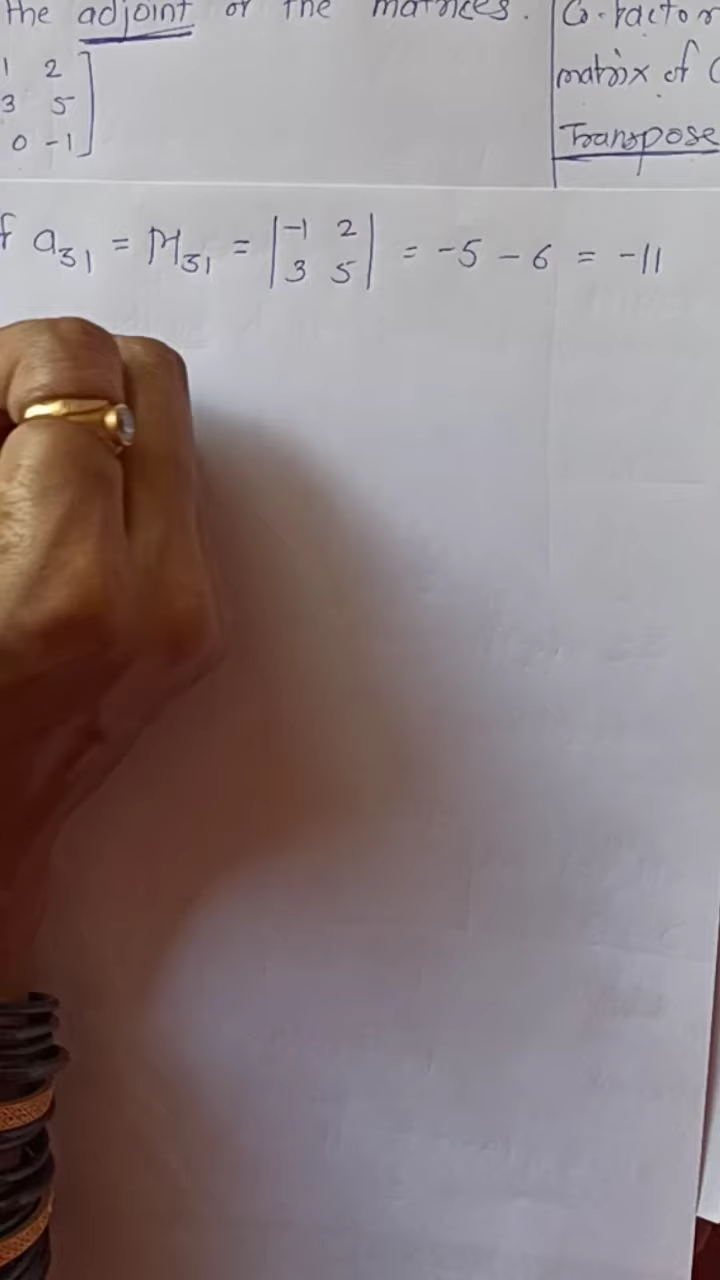 the adjoint of the matrices.
Co-factor
1 2
matrix of
3 5
Transpose
0 -1
a31 = M31 = |-1 2| = -5 - 6 = -11
|3 5|